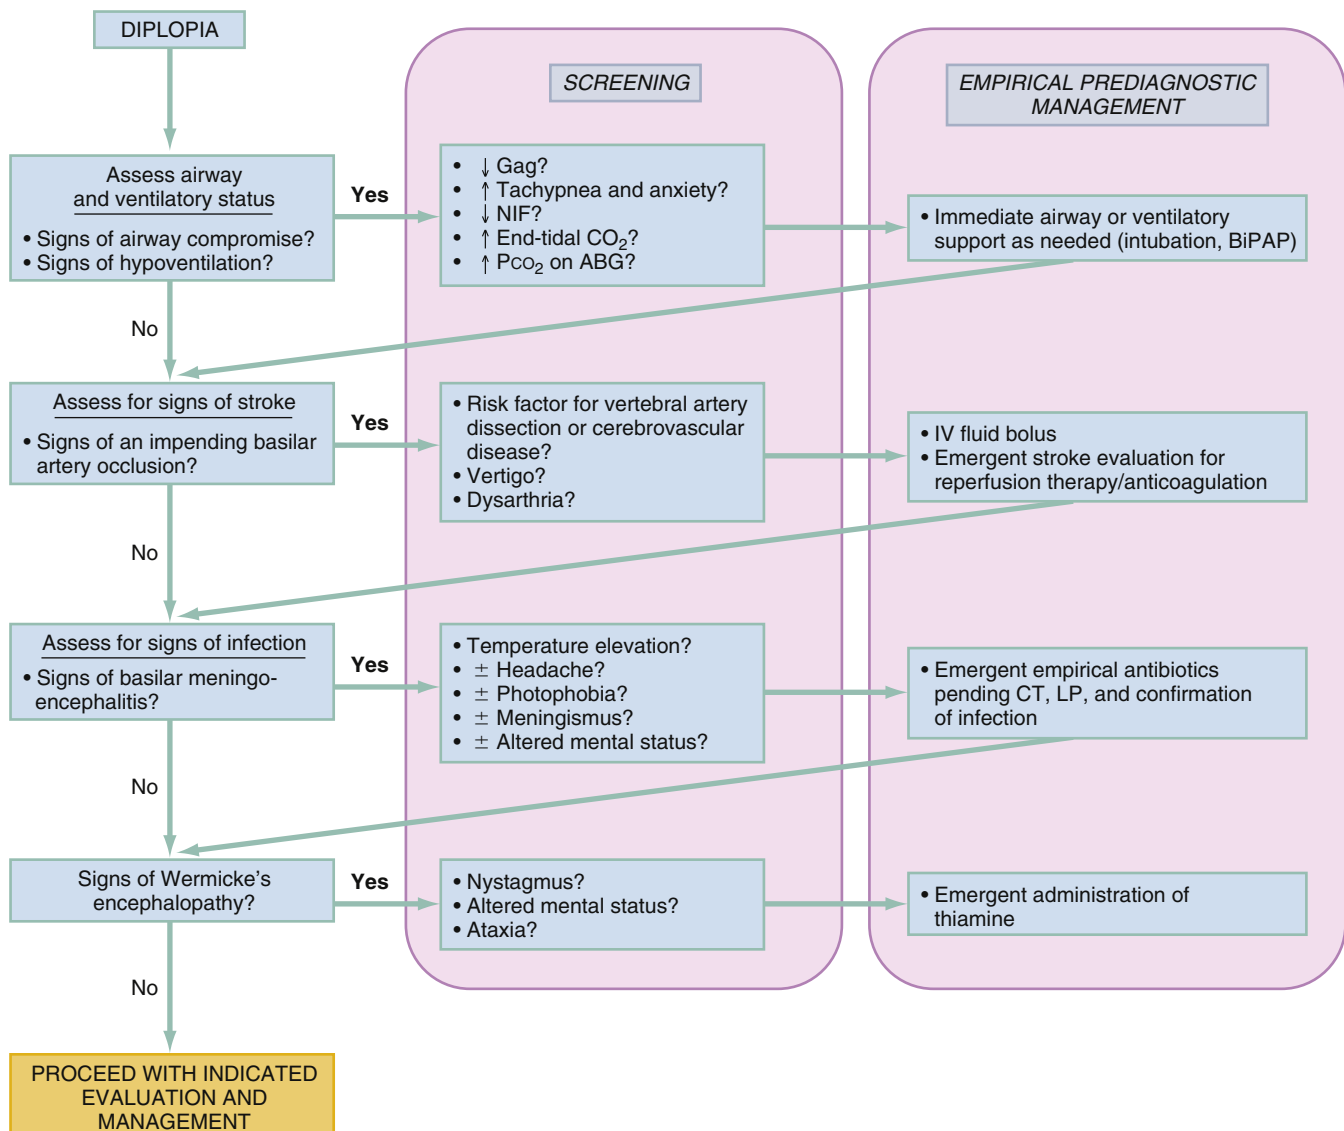 DIPLOPIA
SCREENING
EMPIRICAL PREDIAGNOSTIC
MANAGEMENT
Assess airway
and ventilatory status
• Signs of airway compromise?
• Signs of hypoventilation?
Yes
• ↓ Gag?
• ↑ Tachypnea and anxiety?
• ↓ NIF?
• ↑ End-tidal CO₂?
• ↑ PCO₂ on ABG?
• Immediate airway or ventilatory
support as needed (intubation, BiPAP)
No
Assess for signs of stroke
• Signs of an impending basilar
artery occlusion?
Yes
• Risk factor for vertebral artery
dissection or cerebrovascular
disease?
• Vertigo?
• Dysarthria?
• IV fluid bolus
• Emergent stroke evaluation for
reperfusion therapy/anticoagulation
No
Assess for signs of infection
• Signs of basilar meningo-
encephalitis?
Yes
• Temperature elevation?
• ± Headache?
• ± Photophobia?
• ± Meningismus?
• ± Altered mental status?
• Emergent empirical antibiotics
pending CT, LP, and confirmation
of infection
No
Signs of Wermicke's
encephalopathy?
Yes
• Nystagmus?
• Altered mental status?
• Ataxia?
• Emergent administration of
thiamine
No
PROCEED WITH INDICATED
EVALUATION AND
MANAGEMENT